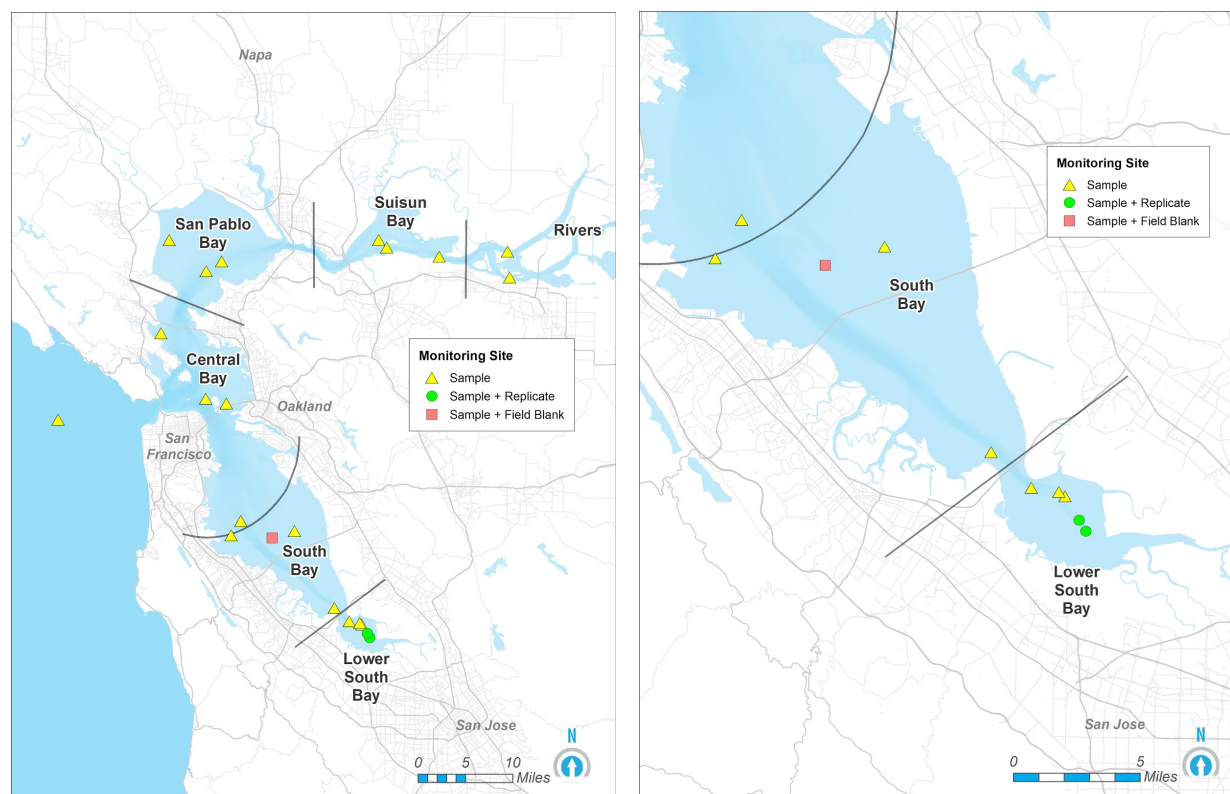 Napa
San Pablo
Bay
Suisun
Bay
Rivers
Central
Bay
Oakland
San
Francisco
Monitoring Site
Sample
Sample + Replicate
Sample + Field Blank
South
Bay
Lower
South
Bay
San Jose
N
0 5 10
Miles
Monitoring Site
Sample
Sample + Replicate
Sample + Field Blank
South
Bay
Lower
South
Bay
San Jose
N
0 5
Miles